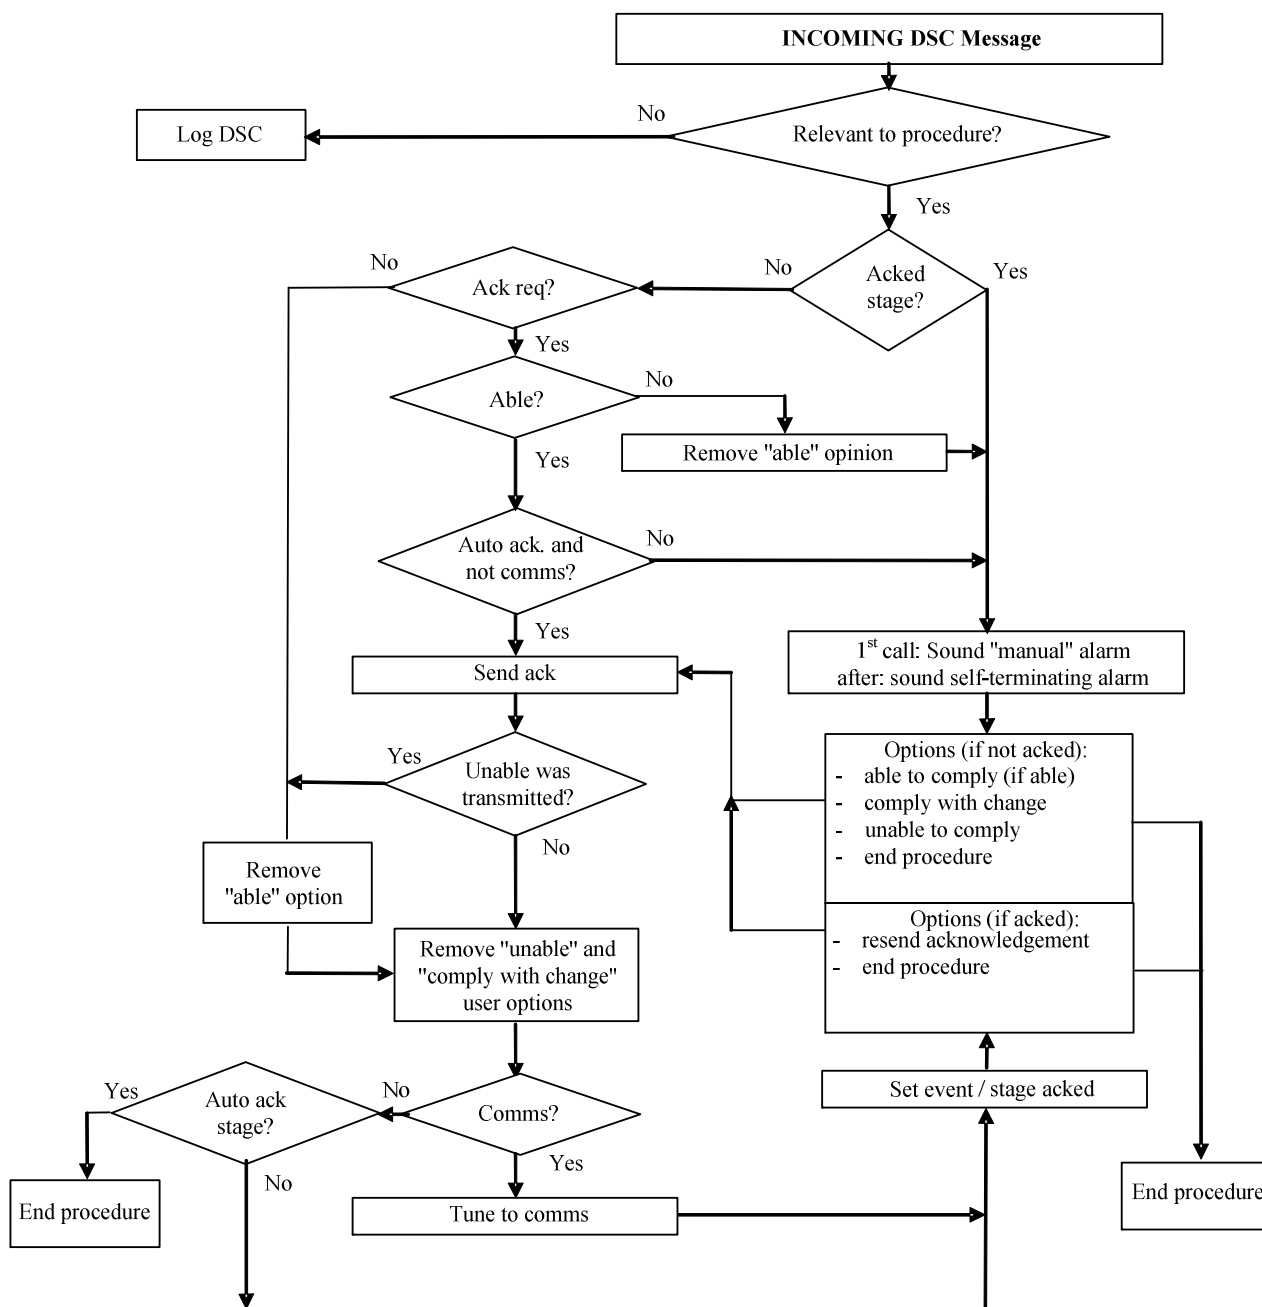 INCOMING DSC Message
No
Log DSC
Relevant to procedure?
Yes
No
Ack req?
No
Acked
stage?
Yes
Yes
Able?
No
Remove "able" opinion
Yes
Auto ack. and
not comms?
No
Yes
1st call: Sound "manual" alarm
after: sound self-terminating alarm
Send ack
Yes
Unable was
transmitted?
No
Options (if not acked):
- able to comply (if able)
- comply with change
- unable to comply
- end procedure
Remove
"able" option
Options (if acked):
- resend acknowledgement
- end procedure
Remove "unable" and
"comply with change"
user options
Set event / stage acked
Yes
Auto ack
stage?
No
Comms?
Yes
No
End procedure
Tune to comms
End procedure